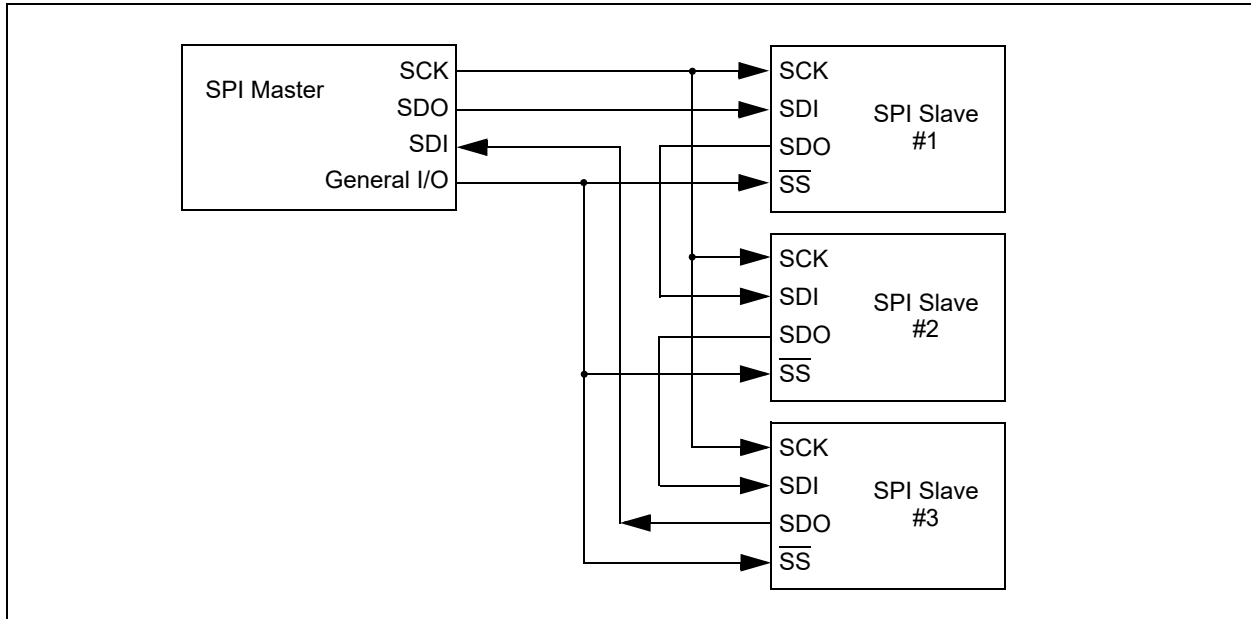 SPI Master
SCK
SDO
SDI
General I/O
SCK
SDI
SDO
SS
SPI Slave
#1
SCK
SDI
SDO
SS
SPI Slave
#2
SCK
SDI
SDO
SS
SPI Slave
#3